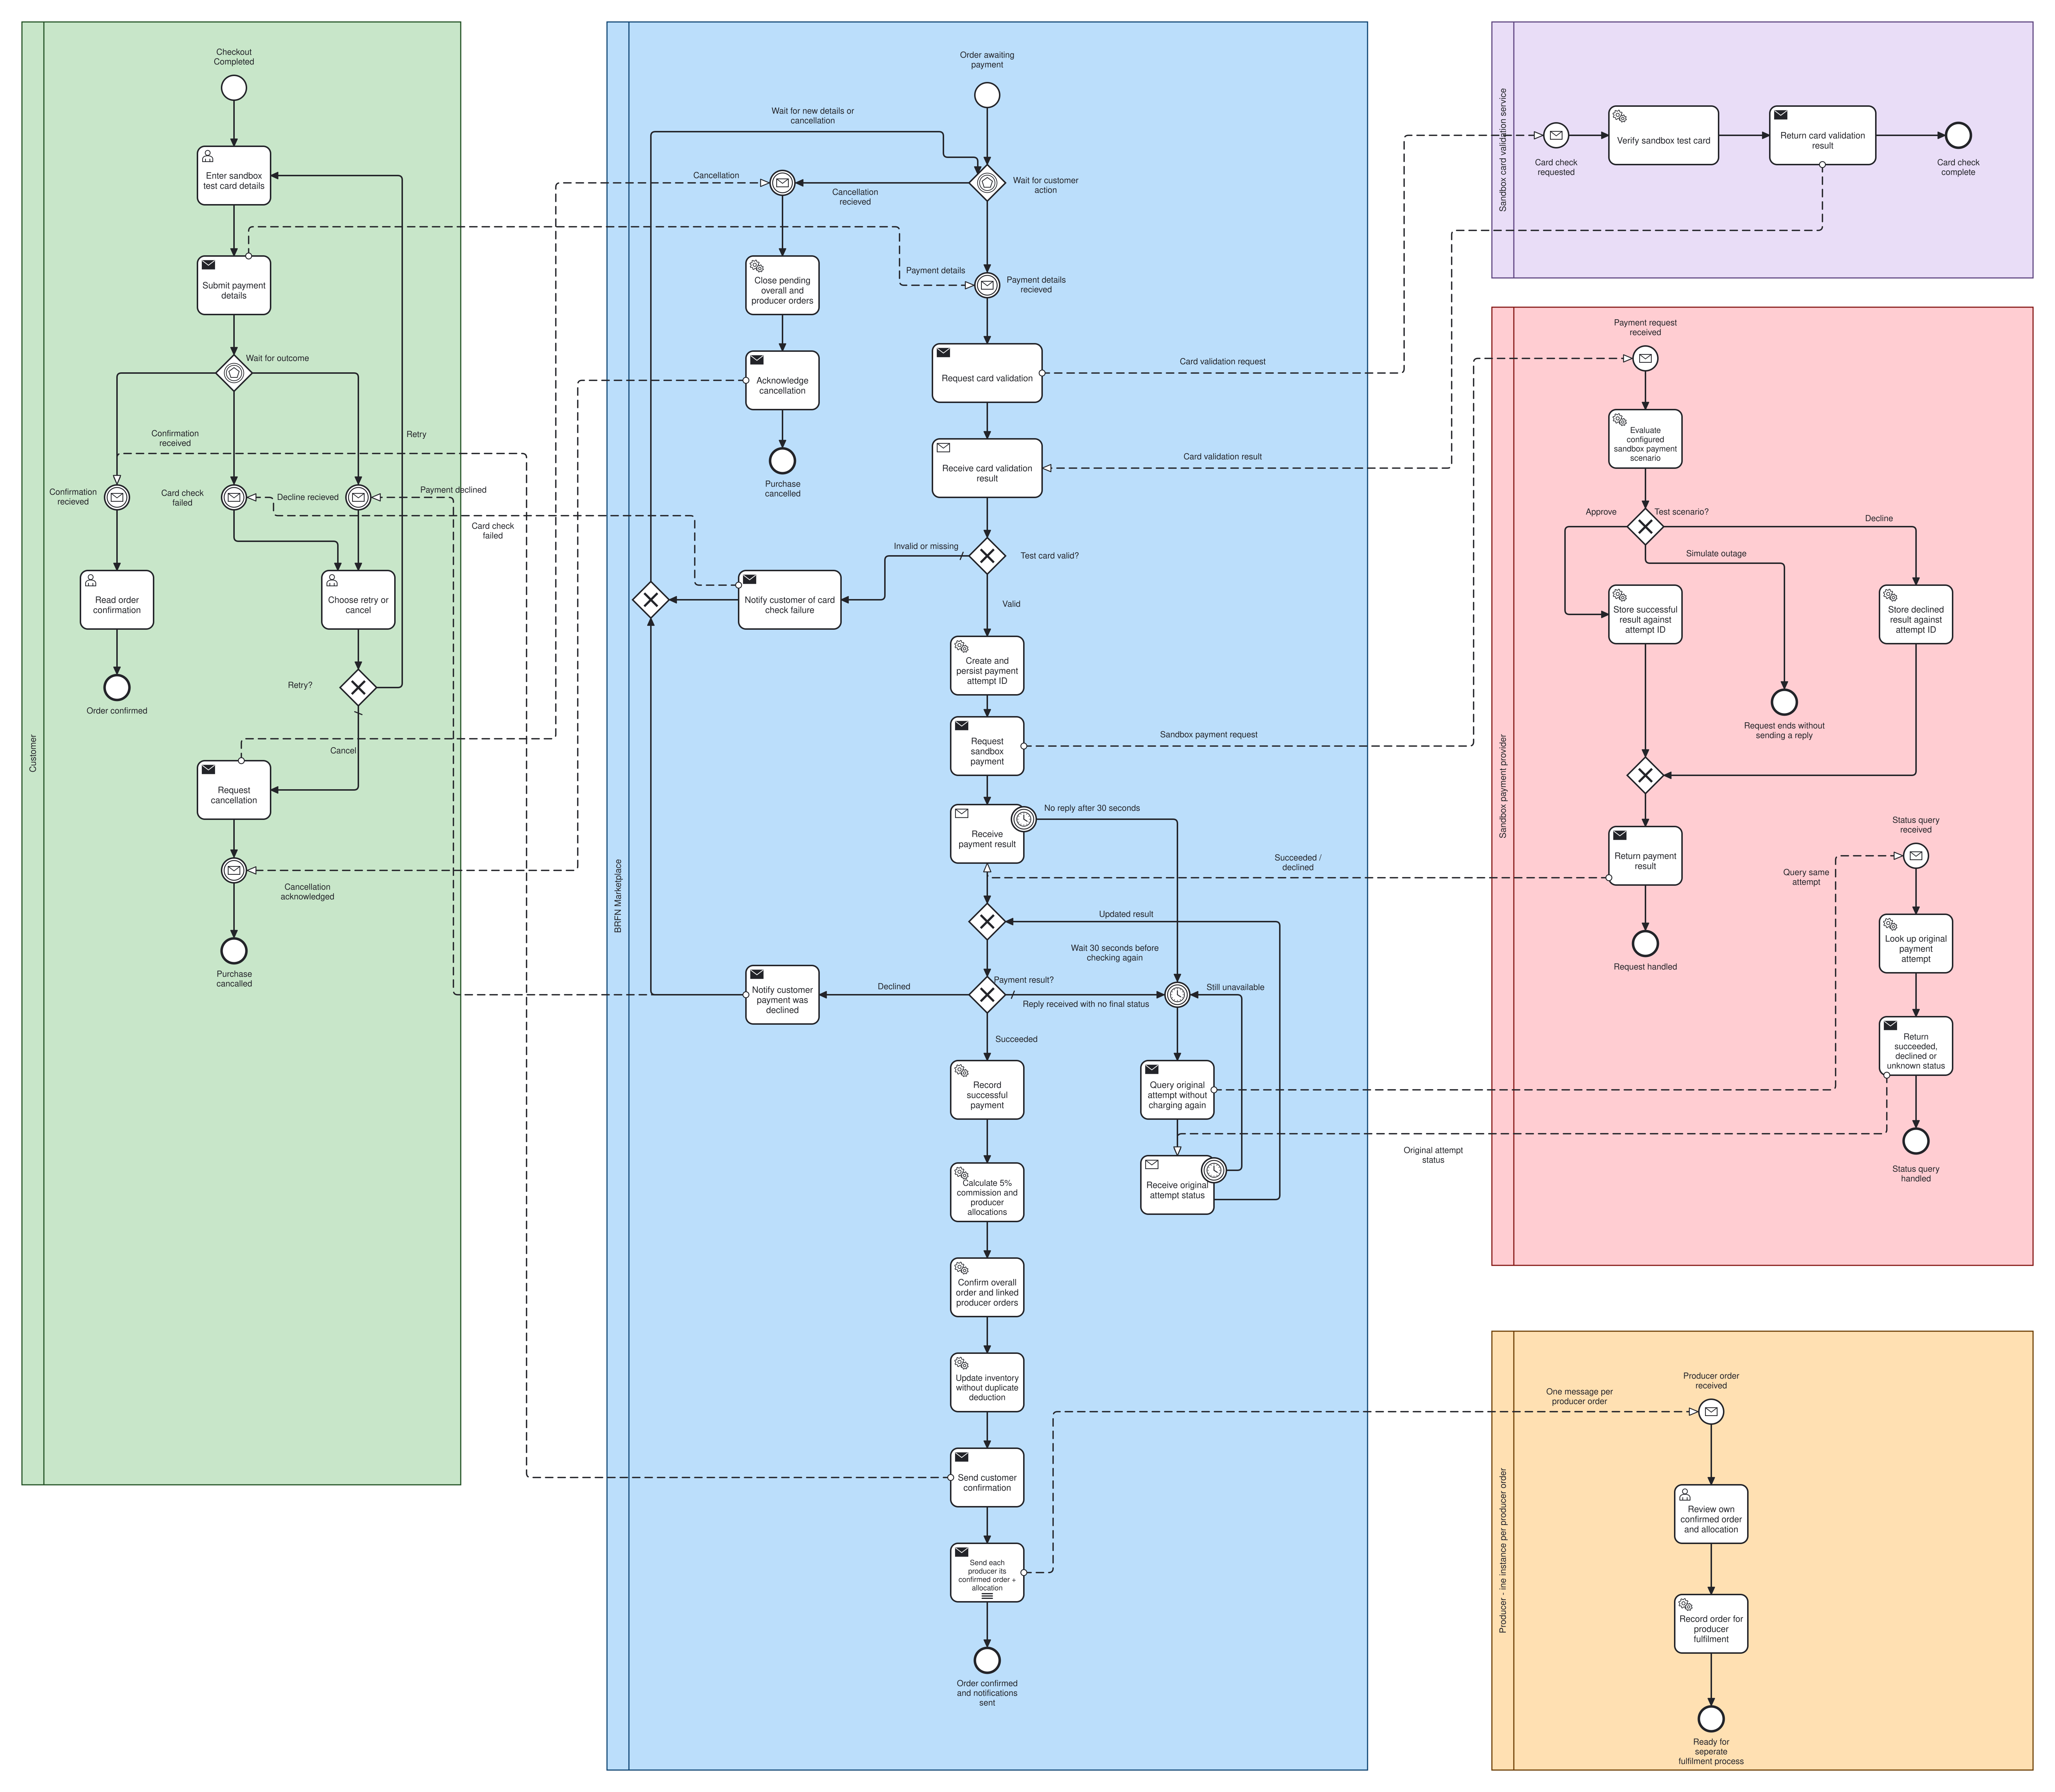 Customer
Checkout
Completed
Enter sandbox
test card details
Submit payment
details
Wait for outcome
Confirmation
received
Retry
Confirmation
recieved
Card check
failed
Decline recieved
Payment declined
Card check
failed
Read order
confirmation
Choose retry or
cancel
Retry?
Order confirmed
Cancel
Request
cancellation
Cancellation
acknowledged
Purchase
cancalled
BRFN Marketplace
Order awaiting
payment
Wait for new details or
cancellation
Cancellation
Cancellation
recieved
Wait for customer
action
Close pending
overall and
producer orders
Payment details
Payment details
recieved
Acknowledge
cancellation
Request card validation
Card validation request
Purchase
cancelled
Receive card validation
result
Card validation result
Invalid or missing
Test card valid?
Notify customer of card
check failure
Valid
Create and
persist payment
attempt ID
Request
sandbox
payment
Sandbox payment request
Receive
payment result
No reply after 30 seconds
Succeeded /
declined
Updated result
Wait 30 seconds before
checking again
Notify customer
payment was
declined
Declined
Payment result?
Reply received with no final status
Still unavailable
Succeeded
Record
successful
payment
Query original
attempt without
charging again
Query same
attempt
Original attempt
status
Receive original
attempt status
Calculate 5%
commission and
producer
allocations
Confirm overall
order and linked
producer orders
Update inventory
without duplicate
deduction
Send customer
confirmation
Send each
producer its
confirmed order +
allocation
Order confirmed
and notifications
sent
Sandbox card validation service
Card check
requested
Verify sandbox test card
Return card validation
result
Card check
complete
Sandbox payment provider
Payment request
received
Evaluate
configured
sandbox payment
scenario
Approve
Test scenario?
Decline
Simulate outage
Store successful
result against
attempt ID
Store declined
result against
attempt ID
Request ends without
sending a reply
Return payment
result
Request handled
Status query
received
Look up original
payment
attempt
Return
succeeded,
declined or
unknown status
Status query
handled
Producer - ine instance per producer order
One message per
producer order
Producer order
received
Review own
confirmed order
and allocation
Record order for
producer
fulfilment
Ready for
seperate
fulfilment process